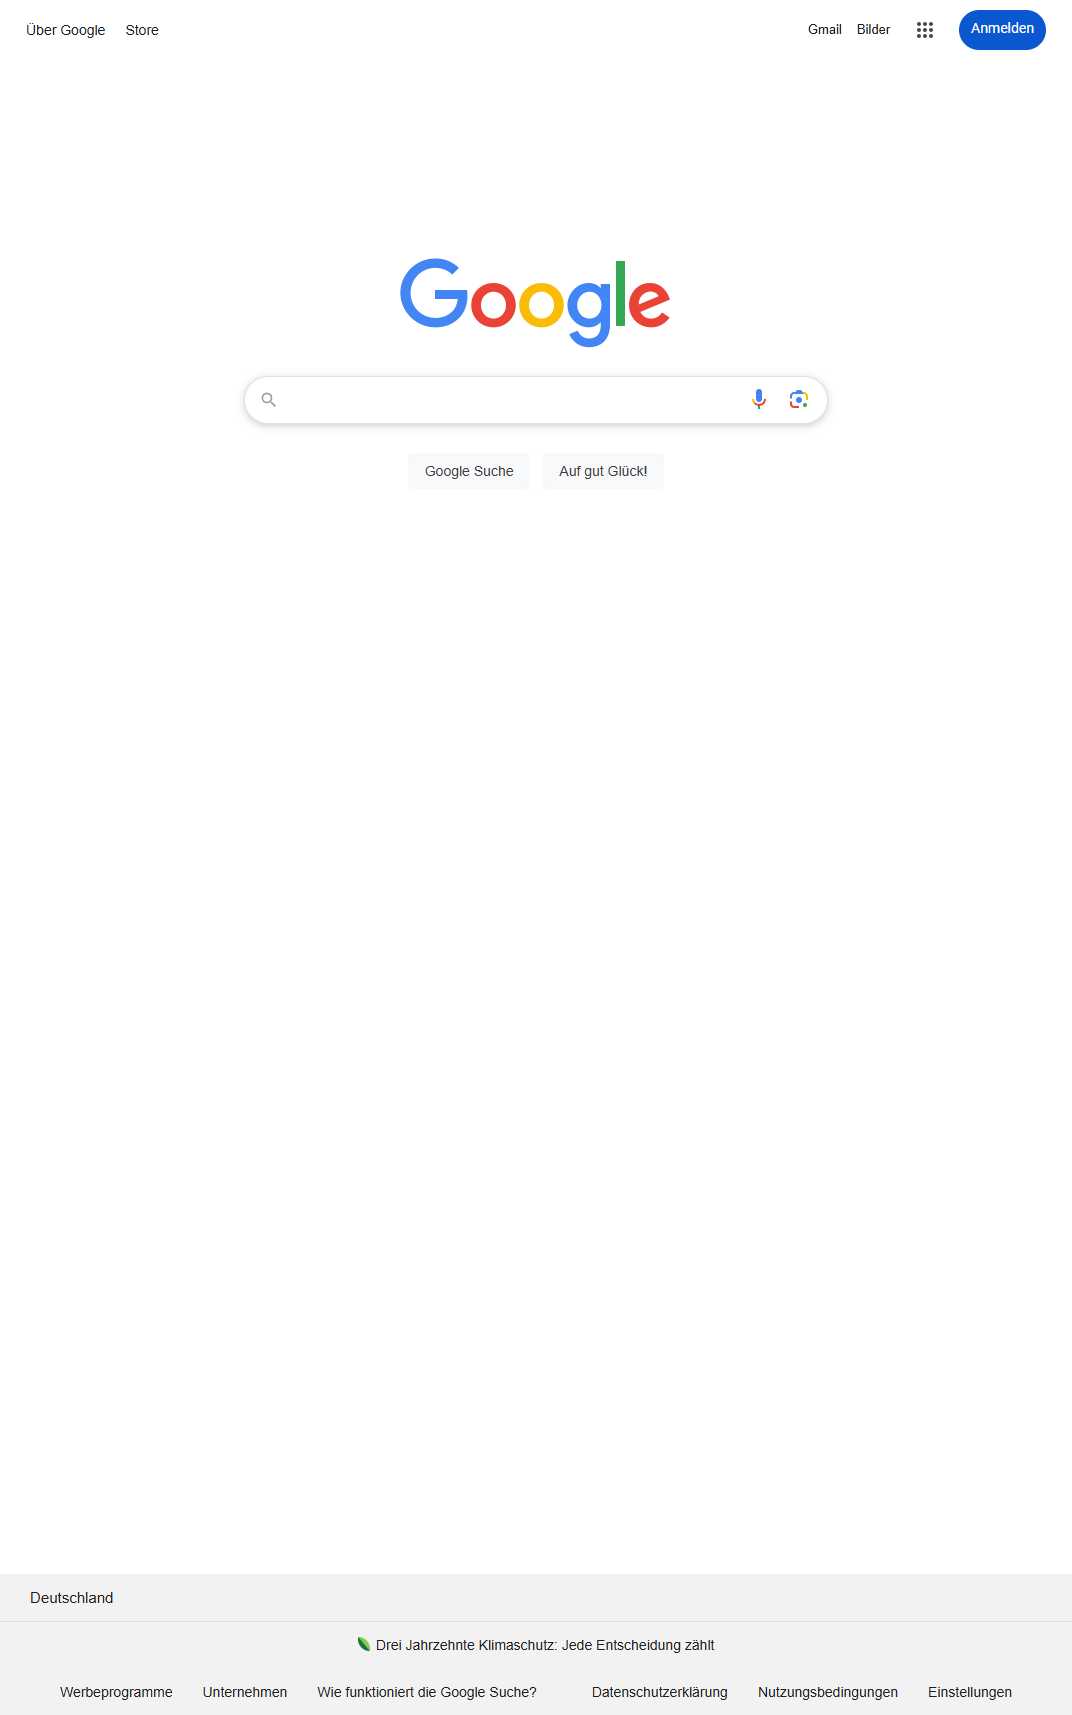 Über Google Store Gmail Bilder Anmelden
Google
Google Suche Auf gut Glück!
Deutschland
Drei Jahrzehnte Klimaschutz: Jede Entscheidung zählt
Werbeprogramme Unternehmen Wie funktioniert die Google Suche? Datenschutzerklärung Nutzungsbedingungen Einstellungen